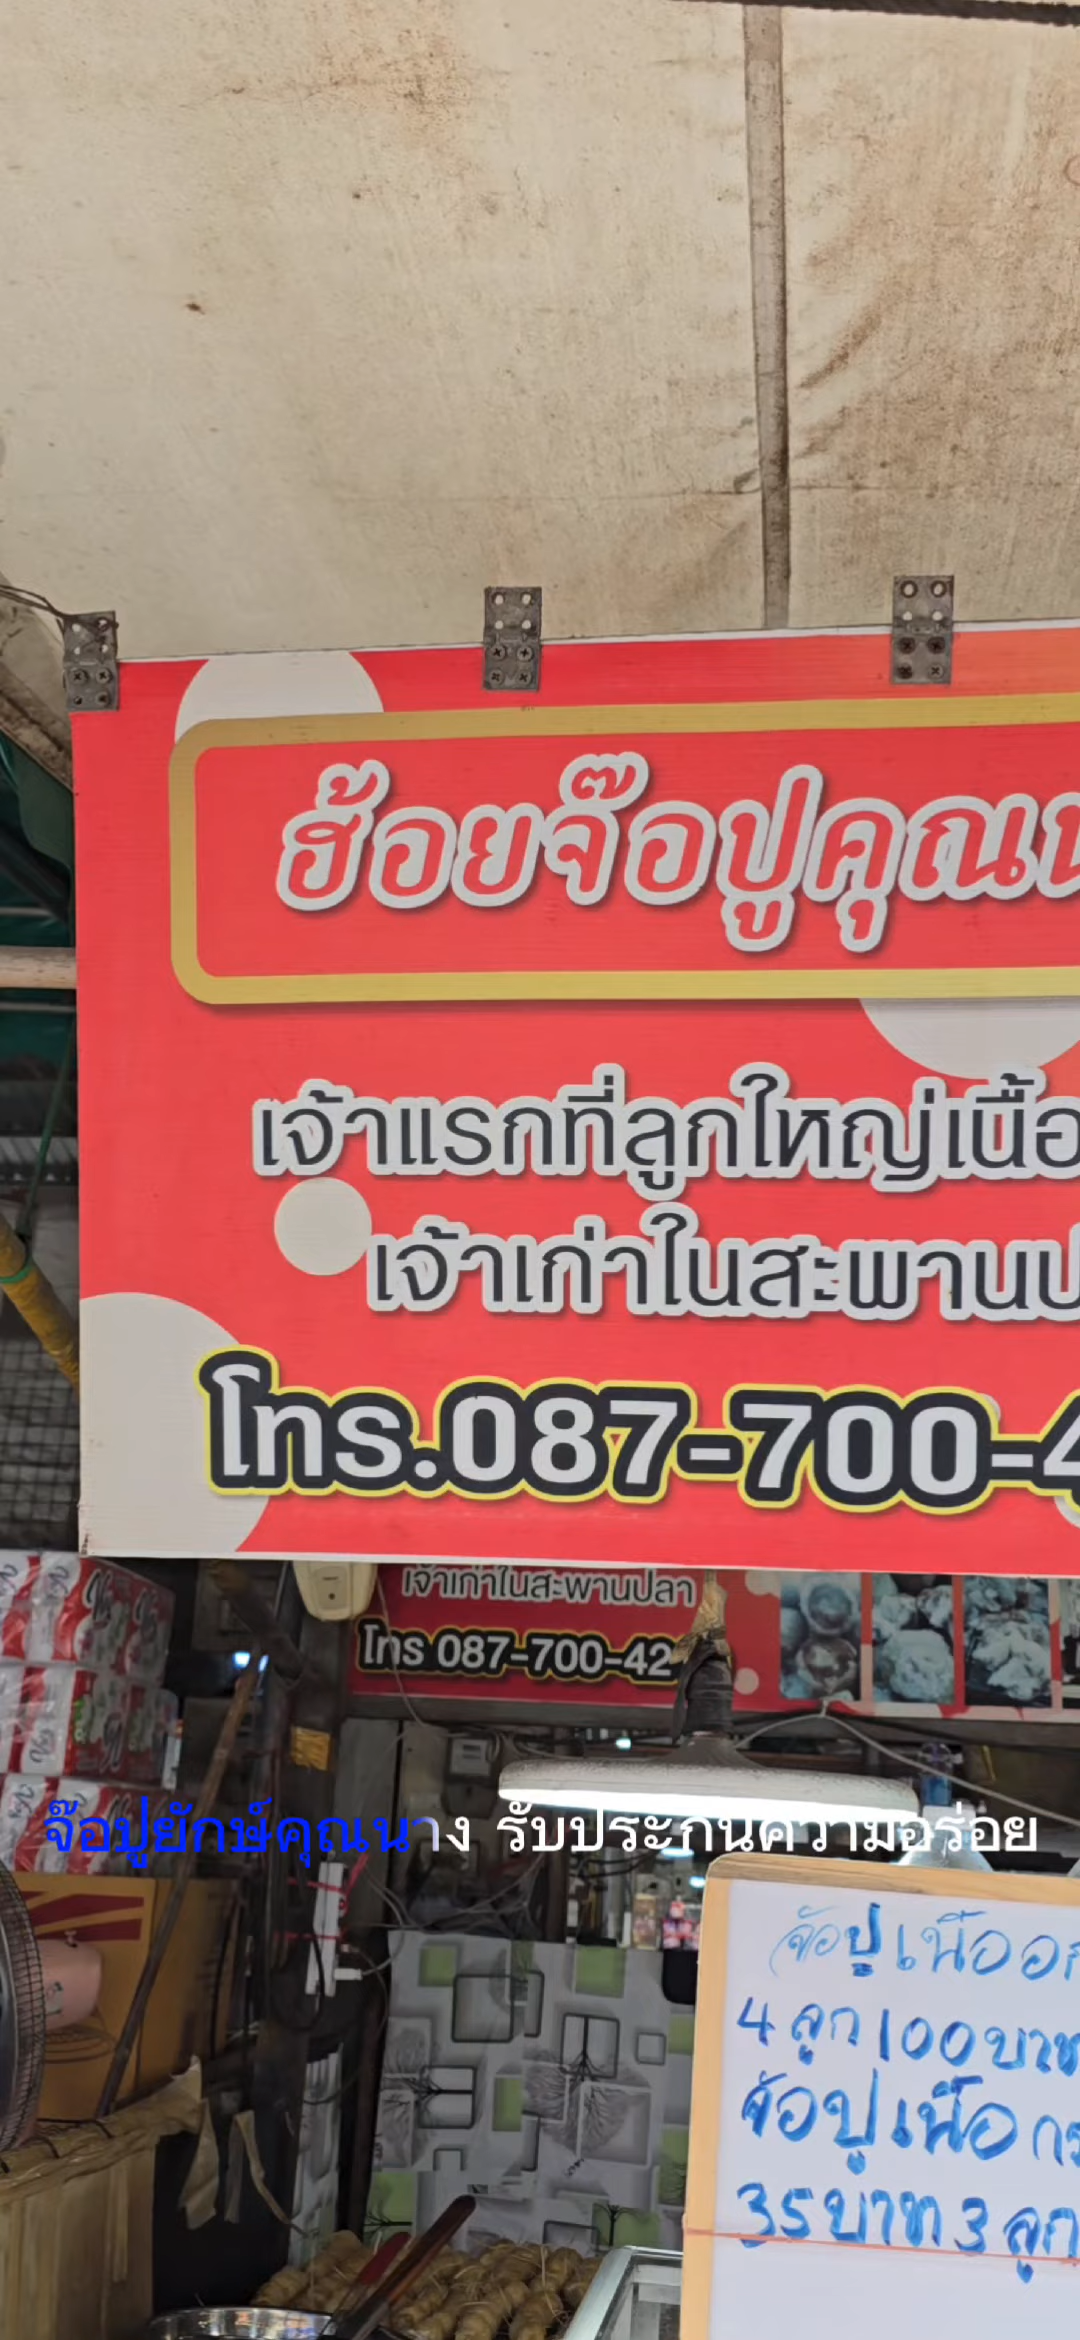 ฮ้อยจ๊อปูคุณน
เจ้าแรกที่ลูกใหญ่เนื้อ
เจ้าเก่าในสะพานป
โทร.087-700-4
เจ้าเก่าในสะพานปลา
โทร 087-700-42
จ๊อปูยักษ์คุณนาง รับประกันความอร่อย
จ้อปูเนื้ออก
4 ลูก 100 บาท
จ้อปูเนื้อ
35 บาท 3 ลูก